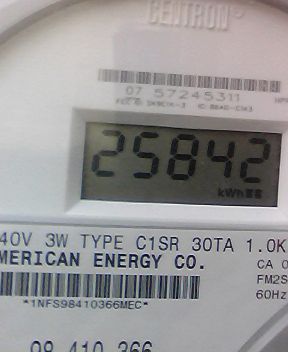 CENTRON®
07 57245311
25842
kWh
40V 3W TYPE C1SR 30TA 1.0K
MERICAN ENERGY CO.
CA 0
FM2S
*1NFS98410366MEC*
60Hz
98 410 366